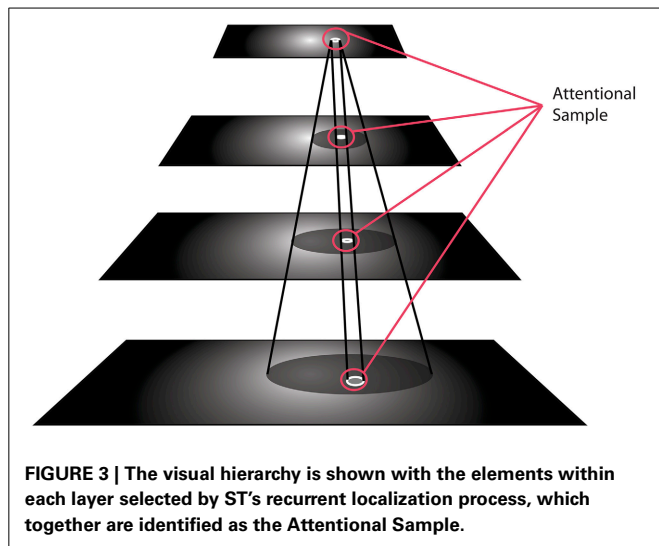 Attentional
Sample
FIGURE 3 | The visual hierarchy is shown with the elements within
each layer selected by ST's recurrent localization process, which
together are identified as the Attentional Sample.